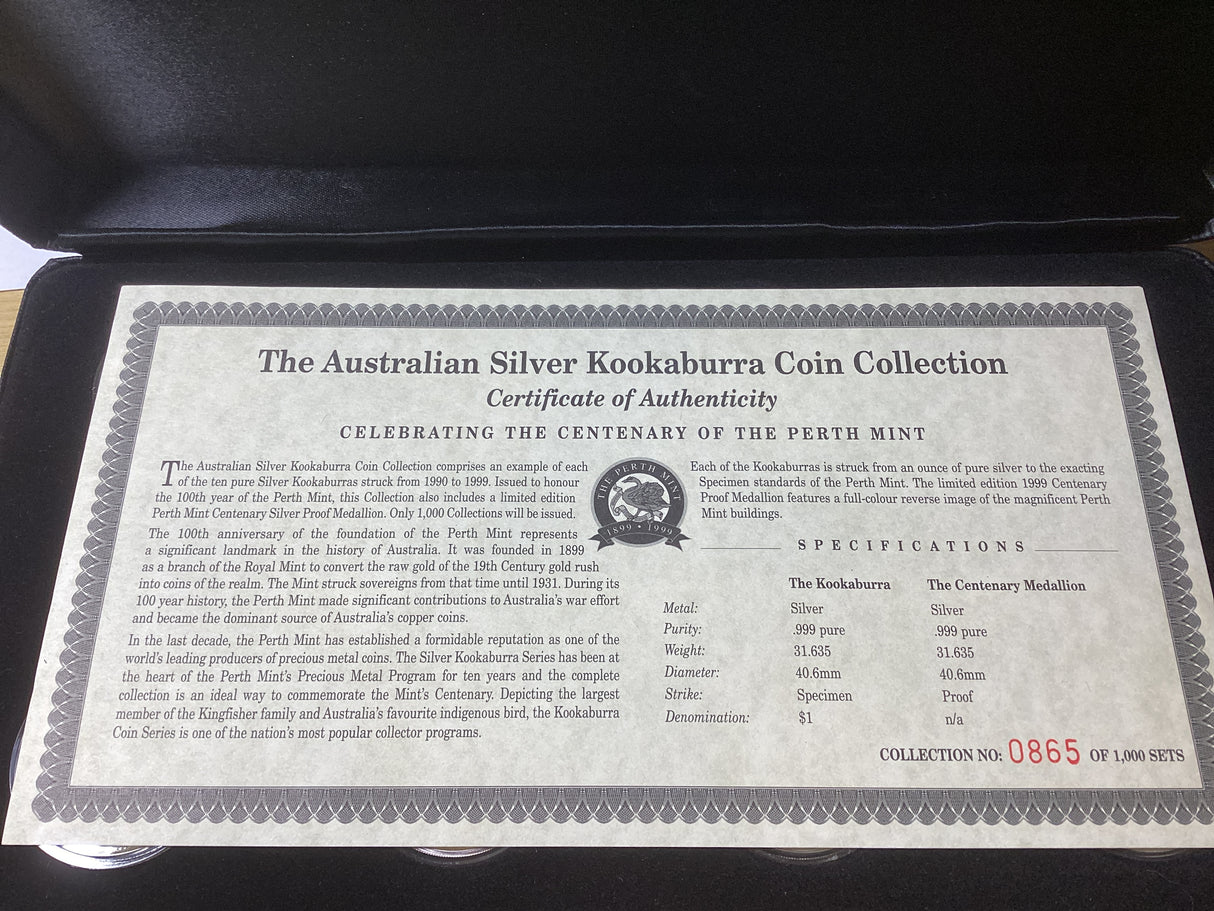 The Australian Silver Kookaburra Coin Collection
Certificate of Authenticity
CELEBRATING THE CENTENARY OF THE PERTH MINT
The Australian Silver Kookaburra Coin Collection comprises an example of each
of the ten pure Silver Kookaburras struck from 1990 to 1999. Issued to honour
the 100th year of the Perth Mint, this Collection also includes a limited edition
Perth Mint Centenary Silver Proof Medallion. Only 1,000 Collections will be issued.
The 100th anniversary of the foundation of the Perth Mint represents
a significant landmark in the history of Australia. It was founded in 1899
as a branch of the Royal Mint to convert the raw gold of the 19th Century gold rush
into coins of the realm. The Mint struck sovereigns from that time until 1931. During its
100 year history, the Perth Mint made significant contributions to Australia's war effort
and became the dominant source of Australia's copper coins.
In the last decade, the Perth Mint has established a formidable reputation as one of the
world's leading producers of precious metal coins. The Silver Kookaburra Series has been at
the heart of the Perth Mint's Precious Metal Program for ten years and the complete
collection is an ideal way to commemorate the Mint's Centenary. Depicting the largest
member of the Kingfisher family and Australia's favourite indigenous bird, the Kookaburra
Coin Series is one of the nation's most popular collector programs.
THE PERTH MINT
1899 • 1999
Each of the Kookaburras is struck from an ounce of pure silver to the exacting
Specimen standards of the Perth Mint. The limited edition 1999 Centenary
Proof Medallion features a full-colour reverse image of the magnificent Perth
Mint buildings.
SPECIFICATIONS
The Kookaburra The Centenary Medallion
Metal: Silver Silver
Purity: .999 pure .999 pure
Weight: 31.635 31.635
Diameter: 40.6mm 40.6mm
Strike: Specimen Proof
Denomination: $1 n/a
COLLECTION NO: 0865 OF 1,000 SETS